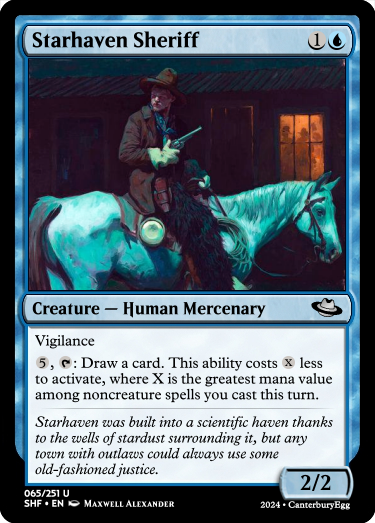 Starhaven Sheriff 1
Creature — Human Mercenary
Vigilance
5, : Draw a card. This ability costs X less
to activate, where X is the greatest mana value
among noncreature spells you cast this turn.
Starhaven was built into a scientific haven thanks
to the wells of stardust surrounding it, but any
town with outlaws could always use some
old-fashioned justice.
2/2
065/251 U
SHF • EN Maxwell Alexander
2024 • CanterburyEgg